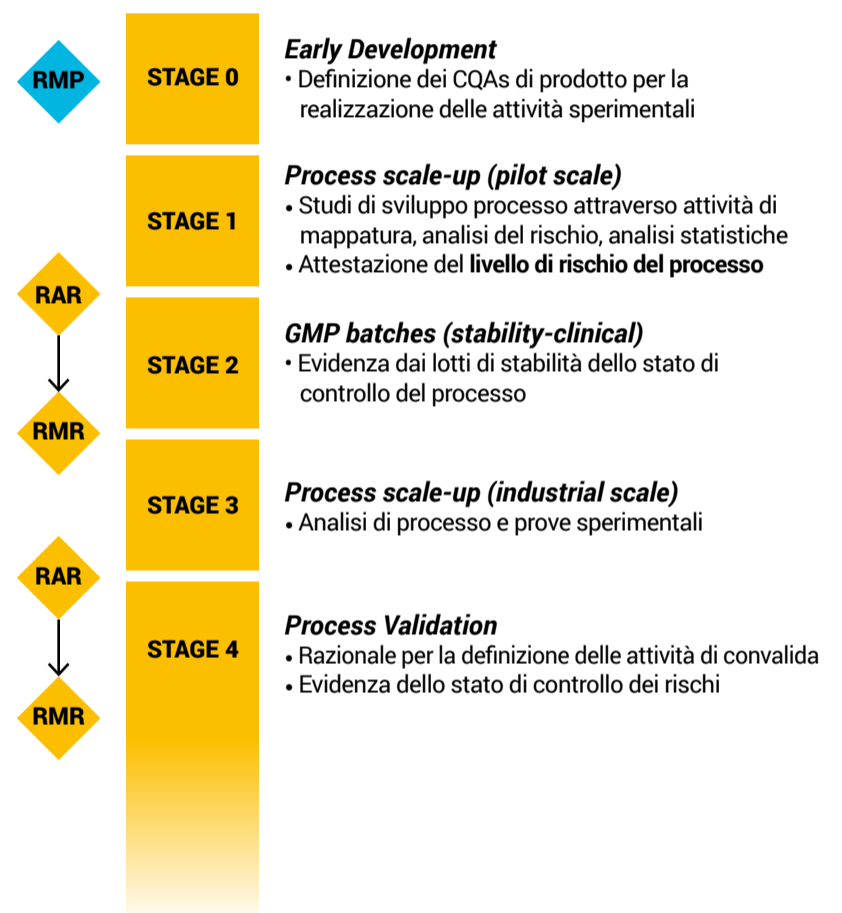 RMP
STAGE 0
Early Development
• Definizione dei CQAs di prodotto per la
realizzazione delle attività sperimentali
STAGE 1
Process scale-up (pilot scale)
• Studi di sviluppo processo attraverso attività di
mappatura, analisi del rischio, analisi statistiche
• Attestazione del livello di rischio del processo
RAR
STAGE 2
GMP batches (stability-clinical)
• Evidenza dai lotti di stabilità dello stato di
controllo del processo
RMR
STAGE 3
Process scale-up (industrial scale)
• Analisi di processo e prove sperimentali
RAR
STAGE 4
Process Validation
• Razionale per la definizione delle attività di convalida
• Evidenza dello stato di controllo dei rischi
RMR